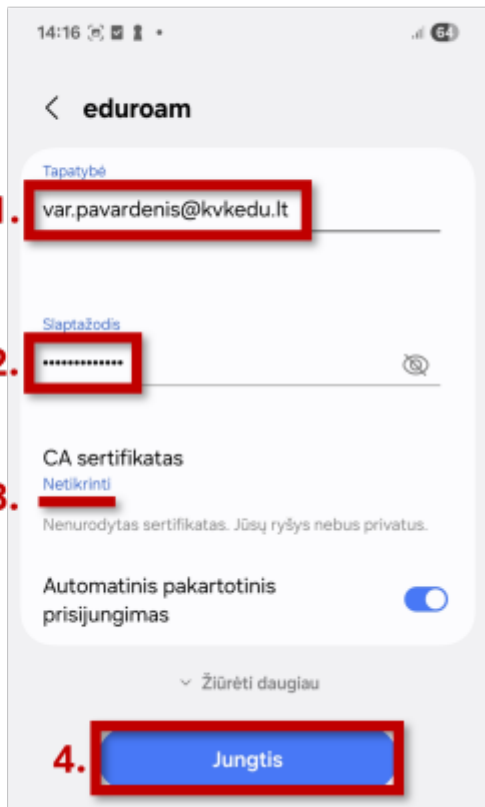 14:16
64
eduroam
Tapatybė
1.
var.pavardenis@kvkedu.lt
Slaptažodis
2.
•••••••••••••
CA sertifikatas
Netikrinti
3.
Nenurodytas sertifikatas. Jūsų ryšys nebus privatus.
Automatinis pakartotinis
prisijungimas
Žiūrėti daugiau
4.
Jungtis